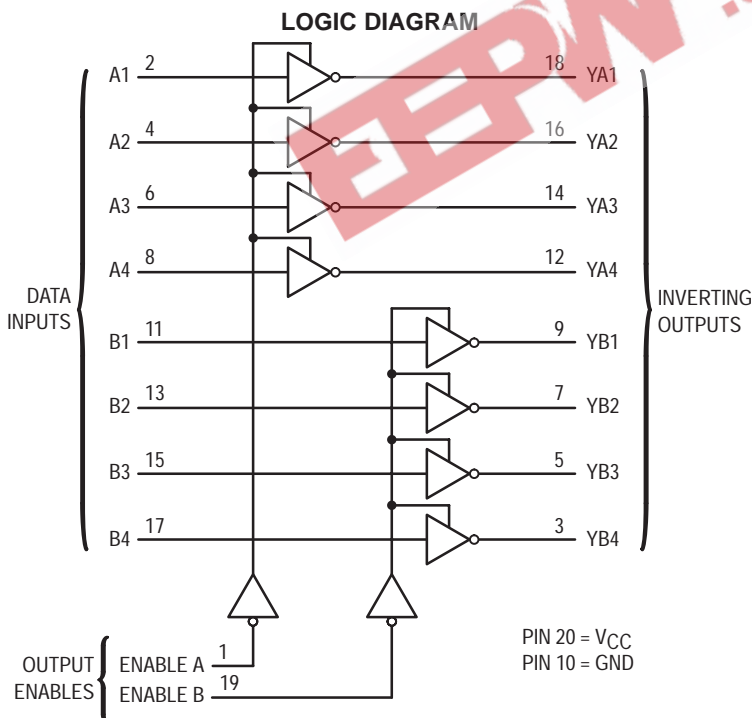 LOGIC DIAGRAM
EEPW
A1 2 18 YA1
A2 4 16 YA2
A3 6 14 YA3
A4 8 12 YA4
DATA
INPUTS
INVERTING
OUTPUTS
B1 11 9 YB1
B2 13 7 YB2
B3 15 5 YB3
B4 17 3 YB4
OUTPUT
ENABLES
ENABLE A 1
ENABLE B 19
PIN 20 = VCC
PIN 10 = GND